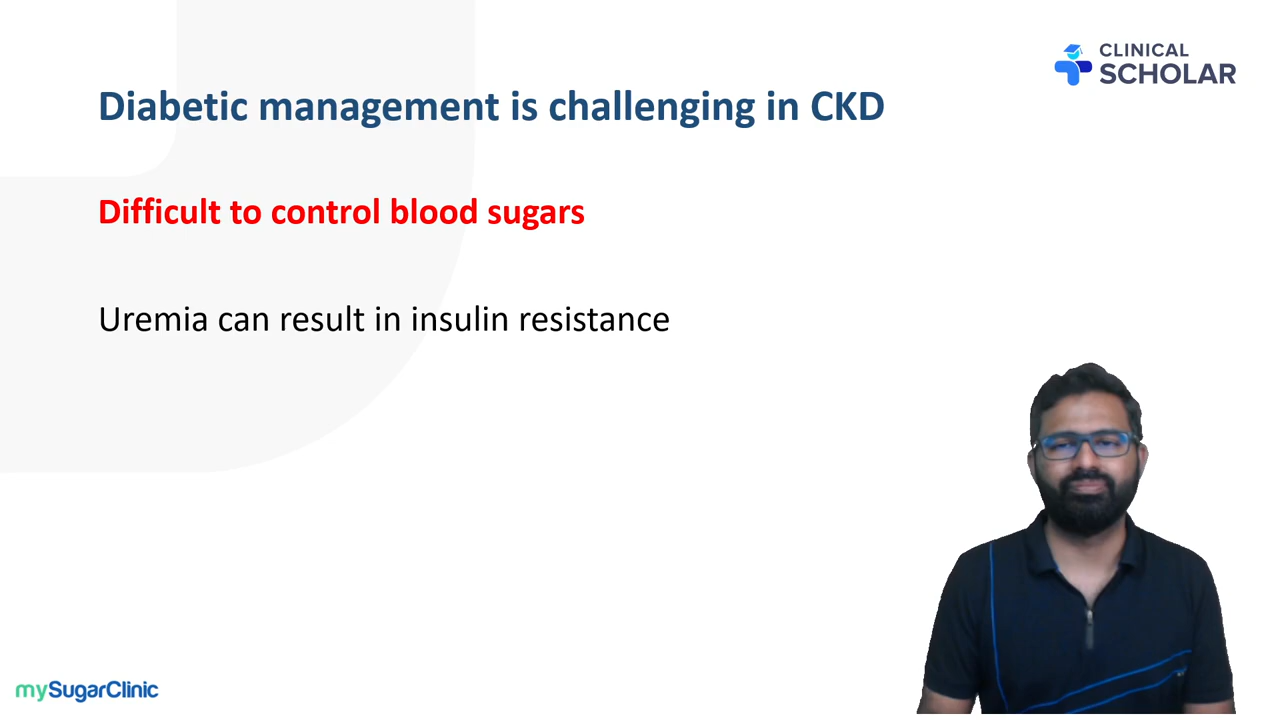 CLINICAL
SCHOLAR
Diabetic management is challenging in CKD
Difficult to control blood sugars
Uremia can result in insulin resistance
mySugarClinic